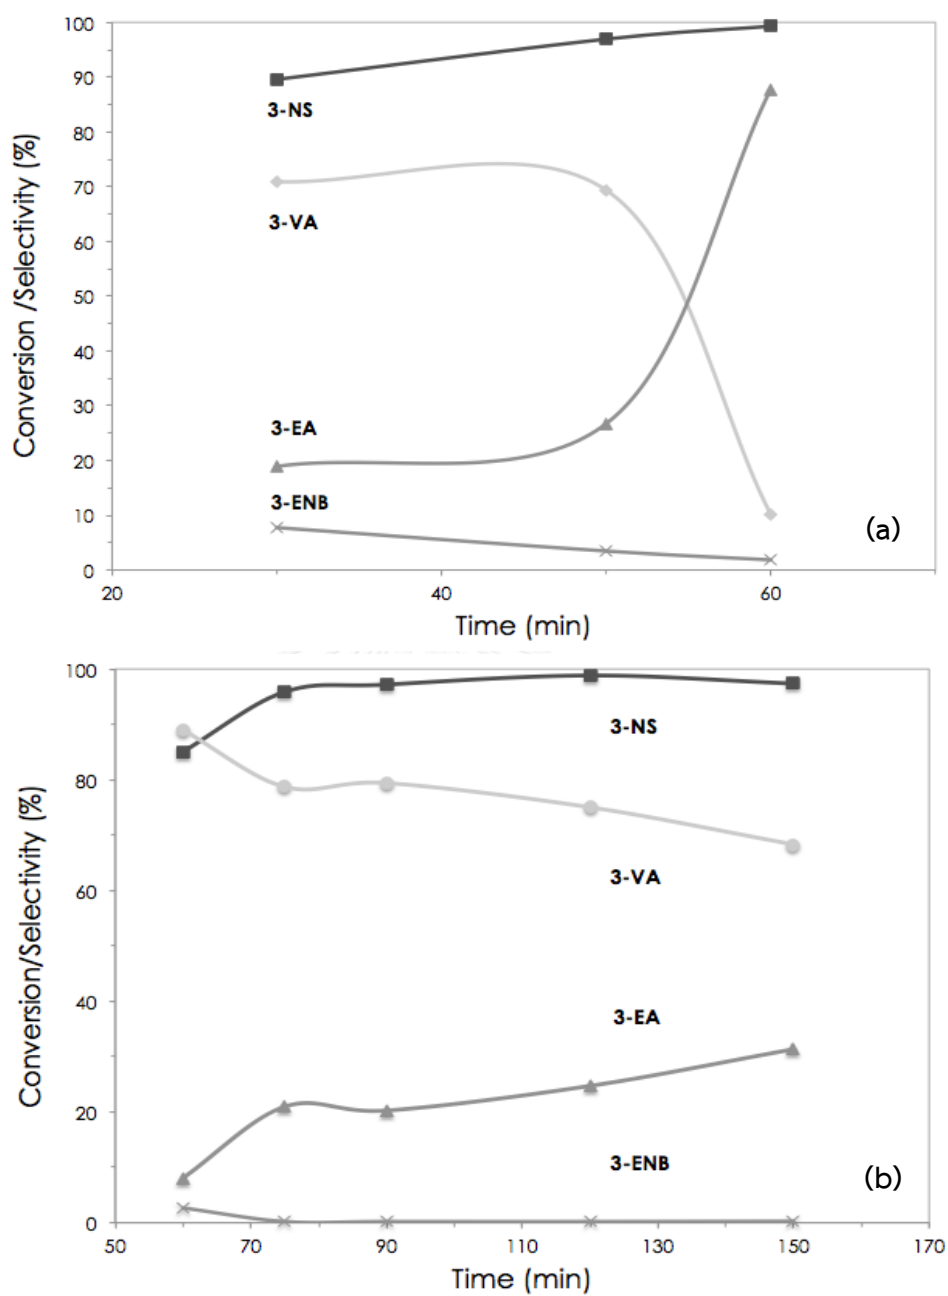 100
90
80
70
60
50
40
30
20
10
0
Conversion /Selectivity (%)
3-NS
3-VA
3-EA
3-ENB
(a)
20
40
60
Time (min)
100
80
60
40
20
0
Conversion/Selectivity (%)
3-NS
3-VA
3-EA
3-ENB
(b)
50
70
90
110
130
150
170
Time (min)